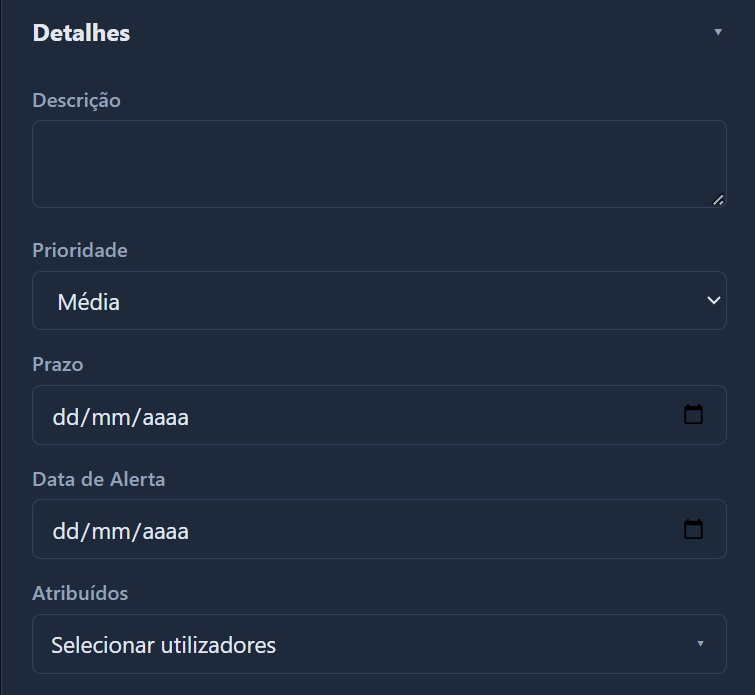 Detalhes
Descrição
Prioridade
Média
Prazo
dd/mm/aaaa
Data de Alerta
dd/mm/aaaa
Atribuídos
Selecionar utilizadores